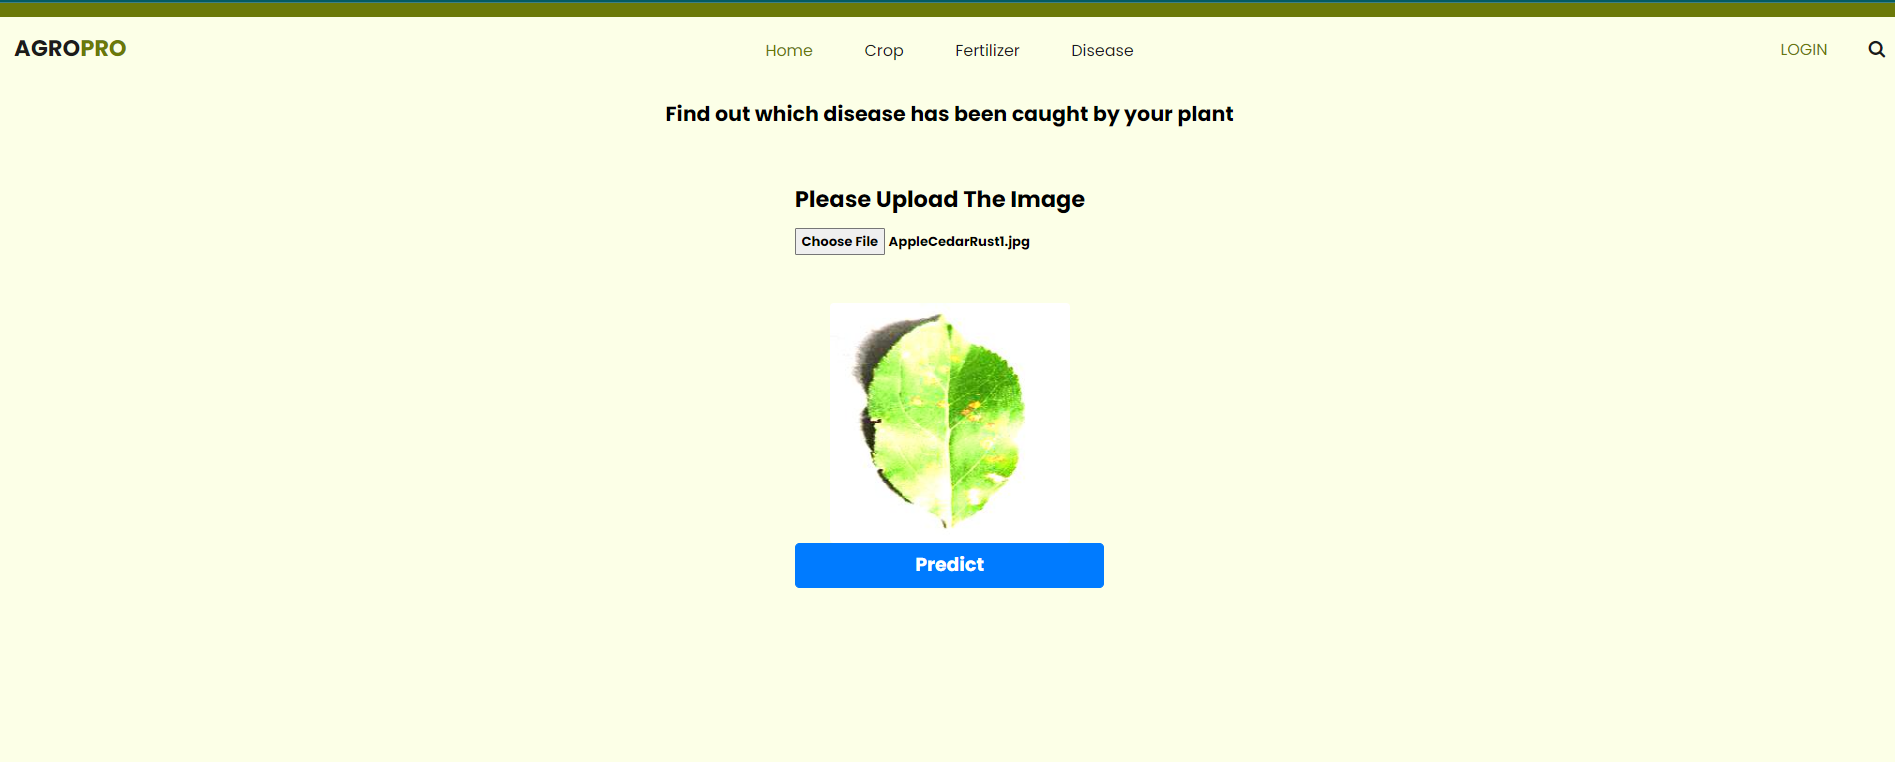 AGROPRO
Home Crop Fertilizer Disease
LOGIN
Find out which disease has been caught by your plant
Please Upload The Image
Choose File AppleCedarRust1.jpg
Predict